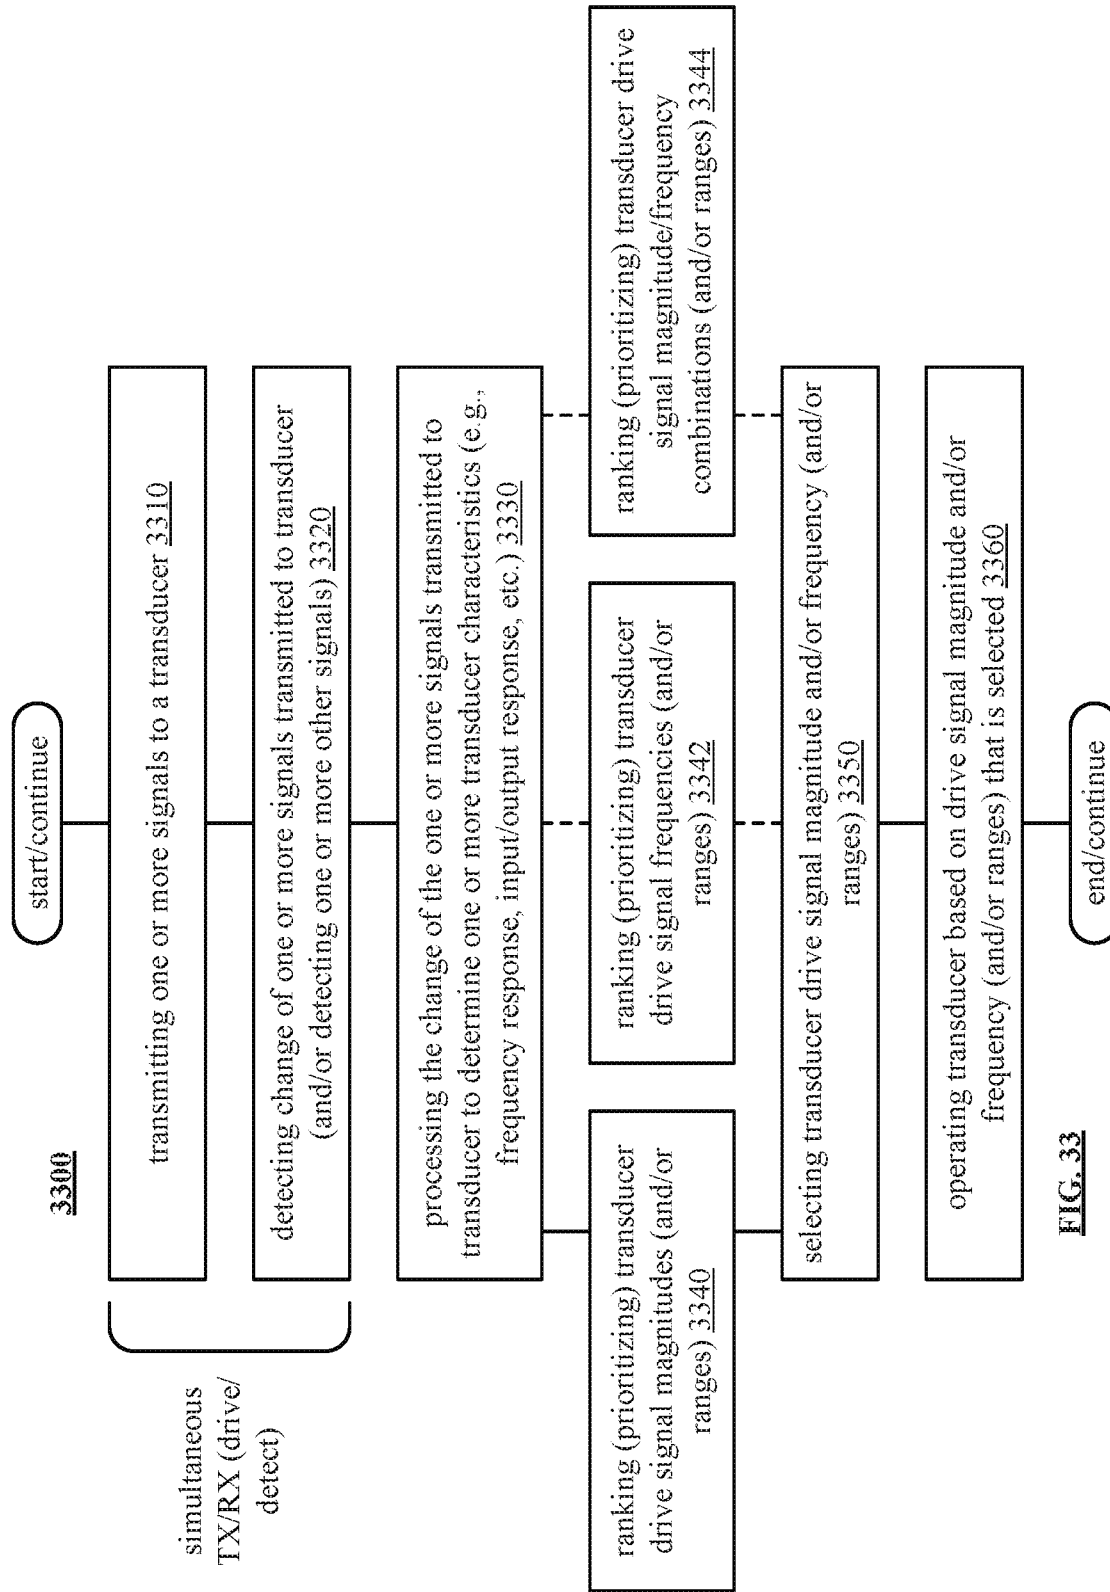 3300
start/continue
simultaneous
TX/RX (drive/
detect)
transmitting one or more signals to a transducer 3310
detecting change of one or more signals transmitted to transducer
(and/or detecting one or more other signals) 3320
processing the change of the one or more signals transmitted to
transducer to determine one or more transducer characteristics (e.g.,
frequency response, input/output response, etc.) 3330
ranking (prioritizing) transducer
drive signal magnitudes (and/or
ranges) 3340
ranking (prioritizing) transducer
drive signal frequencies (and/or
ranges) 3342
ranking (prioritizing) transducer drive
signal magnitude/frequency
combinations (and/or ranges) 3344
selecting transducer drive signal magnitude and/or frequency (and/or
ranges) 3350
operating transducer based on drive signal magnitude and/or
frequency (and/or ranges) that is selected 3360
FIG. 33
end/continue